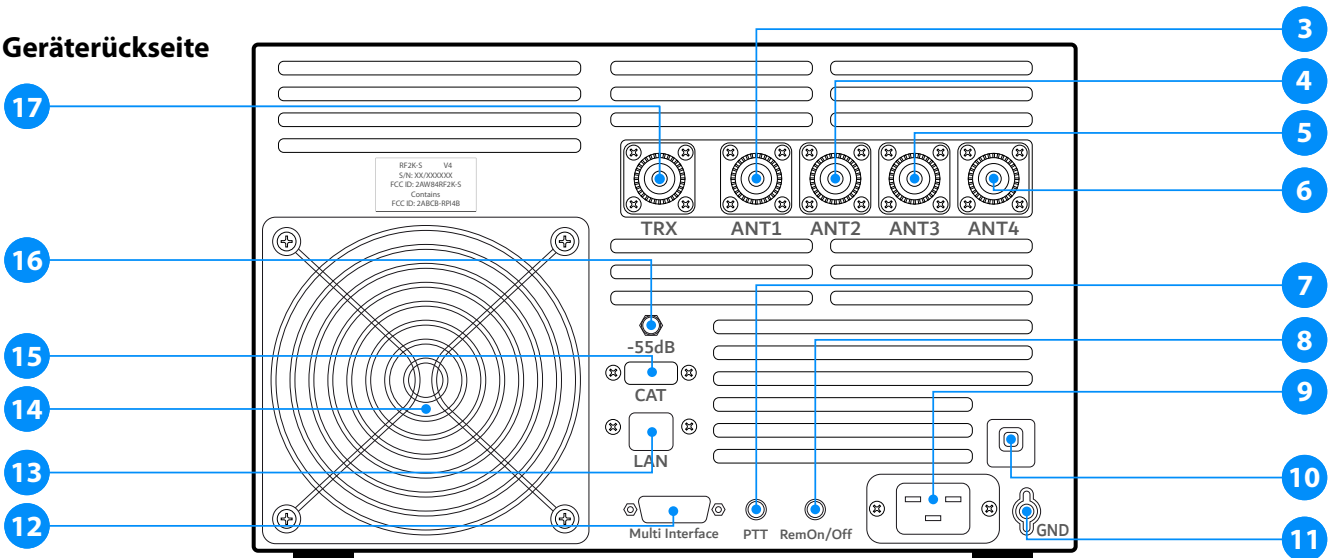 Geräterückseite
3
17
4
5
6
RF2K-S V4
S/N: XX/XXXXXX
FCC ID: 2AW84RF2K-S
Contains
FCC ID: 2ABCB-RPI4B
TRX ANT1 ANT2 ANT3 ANT4
16
7
-55dB
8
15
CAT
9
14
LAN
13
10
12
Multi Interface PTT RemOn/Off
GND
11